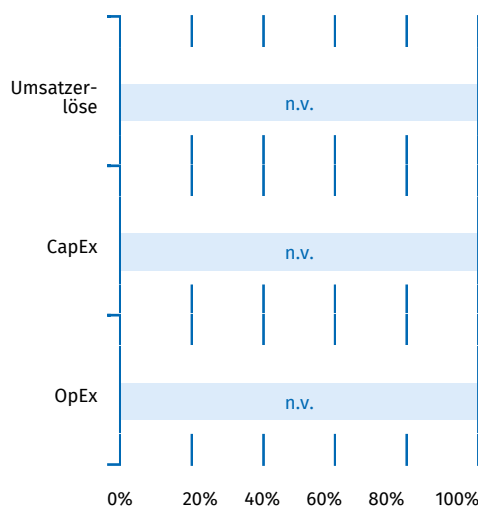 Umsatzer-
löse
n.v.
CapEx
n.v.
OpEx
n.v.
0% 20% 40% 60% 80% 100%